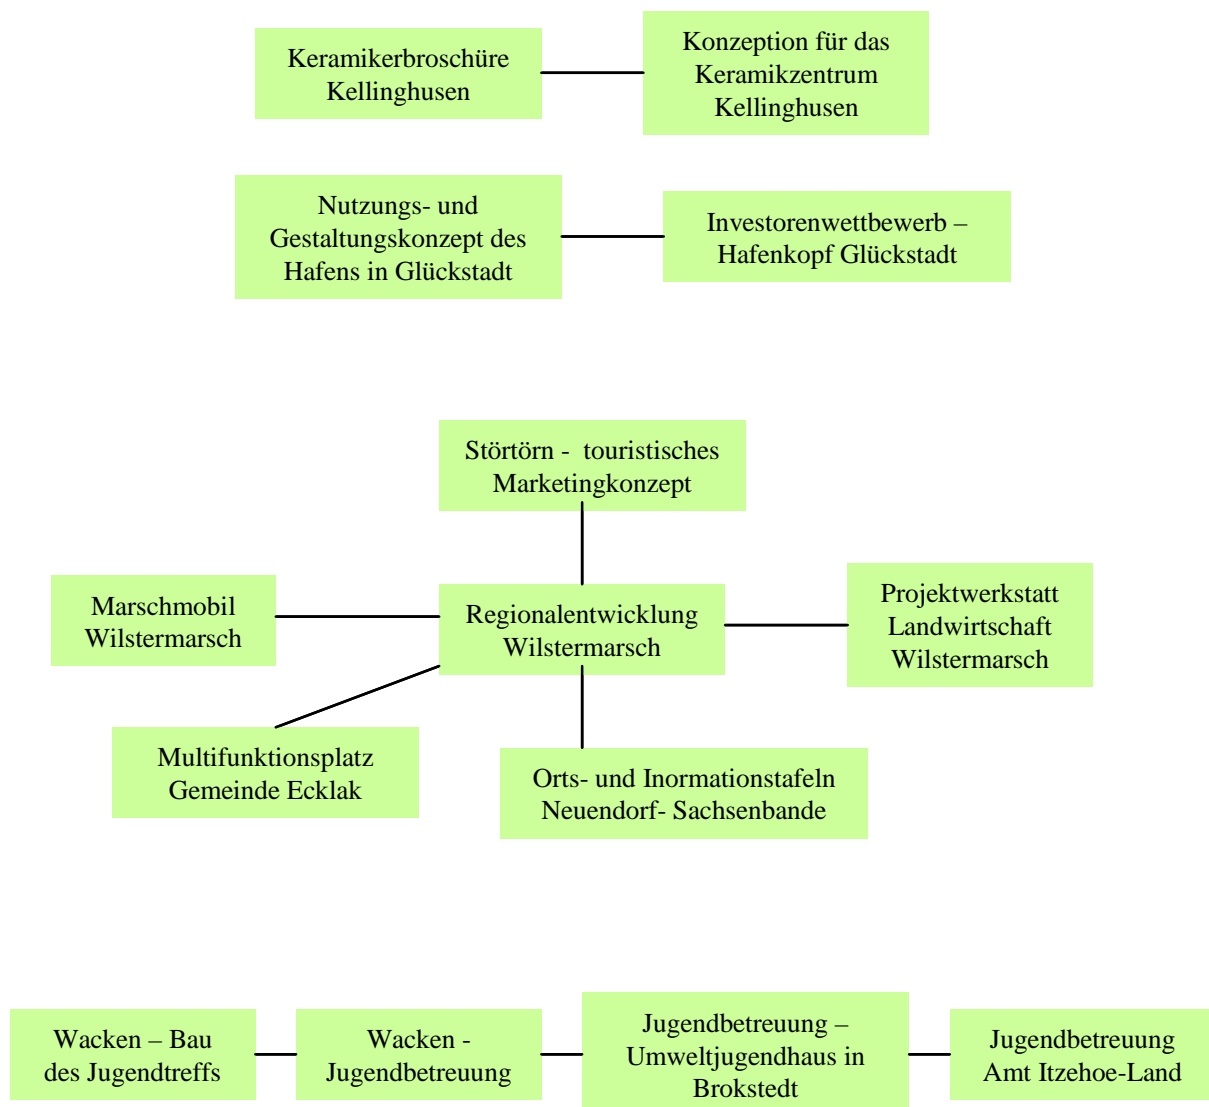 Keramikerbroschüre
Kellinghusen
Konzeption für das
Keramikzentrum
Kellinghusen
Nutzungs- und
Gestaltungskonzept des
Hafens in Glückstadt
Investorenwettbewerb –
Hafenkopf Glückstadt
Störtörn -  touristisches
Marketingkonzept
Marschmobil
Wilstermarsch
Regionalentwicklung
Wilstermarsch
Projektwerkstatt
Landwirtschaft
Wilstermarsch
Multifunktionsplatz
Gemeinde Ecklak
Orts- und Inormationstafeln
Neuendorf- Sachsenbande
Wacken – Bau
des Jugendtreffs
Wacken -
Jugendbetreuung
Jugendbetreuung –
Umweltjugendhaus in
Brokstedt
Jugendbetreuung
Amt Itzehoe-Land